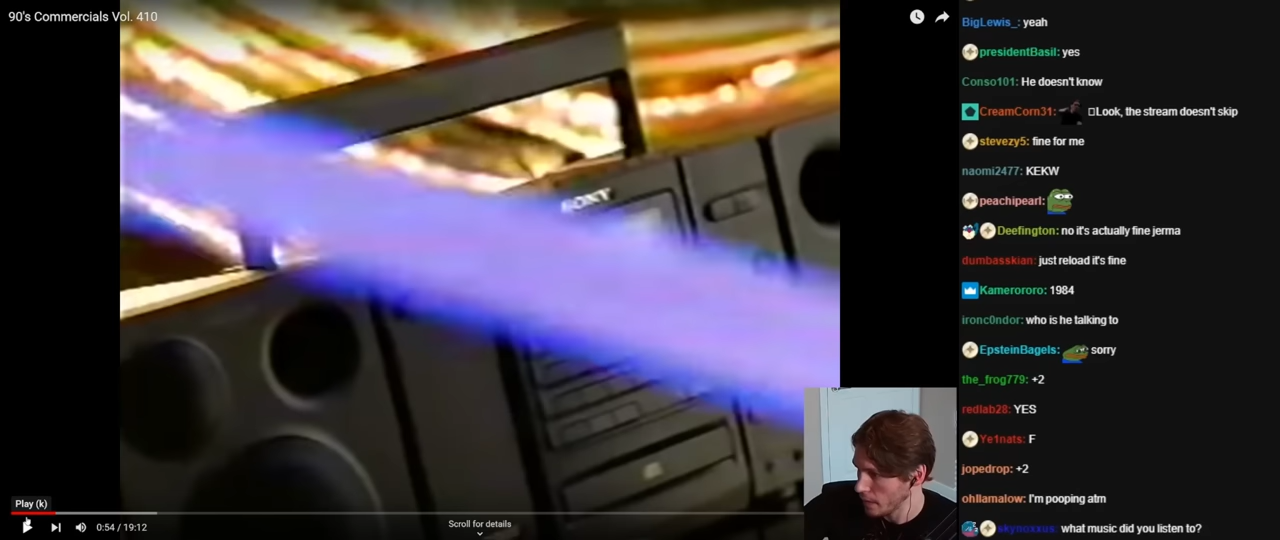 90's Commercials Vol. 410
SONY
Play (k)
0:54 / 19:12
Scroll for details
BigLewis_: yeah
presidentBasil: yes
Conso101: He doesn't know
CreamCorn31: Look, the stream doesn't skip
stevezy5: fine for me
naomi2477: KEKW
peachipearl:
Deefington: no it's actually fine jerma
dumbasskian: just reload it's fine
Kamerororo: 1984
ironc0ndor: who is he talking to
EpsteinBagels: sorry
the_frog779: +2
redlab28: YES
Ye1nats: F
jopedrop: +2
ohllamalow: I'm pooping atm
skynoxxus: what music did you listen to?